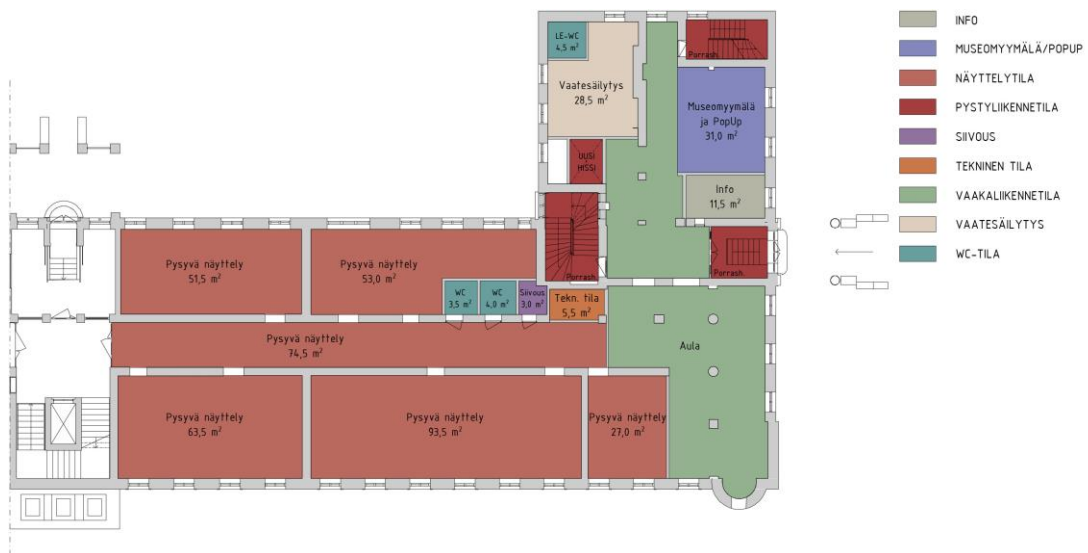 LE-WC
4,5 m²
Porrash.
Vaatesäilytys
28,5 m²
Museomyymälä
ja PopUp
31,0 m²
UUSI
HISSI
Info
11,5 m²
Porrash.
Porrash.
Pysyvä näyttely
51,5 m²
Pysyvä näyttely
53,0 m²
WC
3,5 m²
WC
4,0 m²
Siivous
3,0 m²
Tekn. tila
5,5 m²
Pysyvä näyttely
74,5 m²
Aula
Pysyvä näyttely
63,5 m²
Pysyvä näyttely
93,5 m²
Pysyvä näyttely
27,0 m²
INFO
MUSEOMYYMÄLÄ/POPUP
NÄYTTELYTILA
PYSTYLIIKENNETILA
SIIVOUS
TEKNINEN TILA
VAAKALIIKENNETILA
VAATESÄILYTYS
WC-TILA